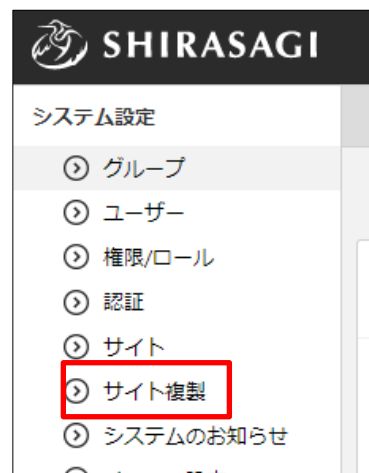 SHIRASAGI
システム設定
グループ
ユーザー
権限/ロール
認証
サイト
サイト複製
システムのお知らせ